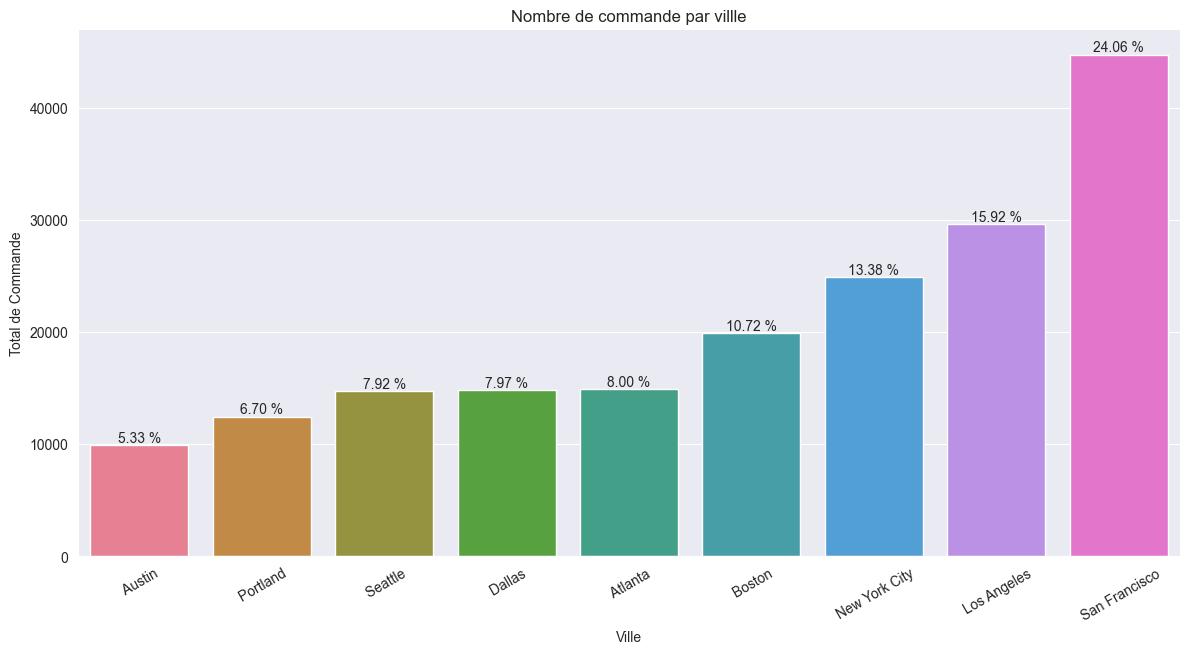 Nombre de commande par villle
24.06 %
40000
15.92 %
30000
13.38 %
10.72 %
20000
7.92 %
7.97 %
8.00 %
6.70 %
5.33 %
10000
0
Total de Commande
Austin
Portland
Seattle
Dallas
Atlanta
Boston
New York City
Los Angeles
San Francisco
Ville